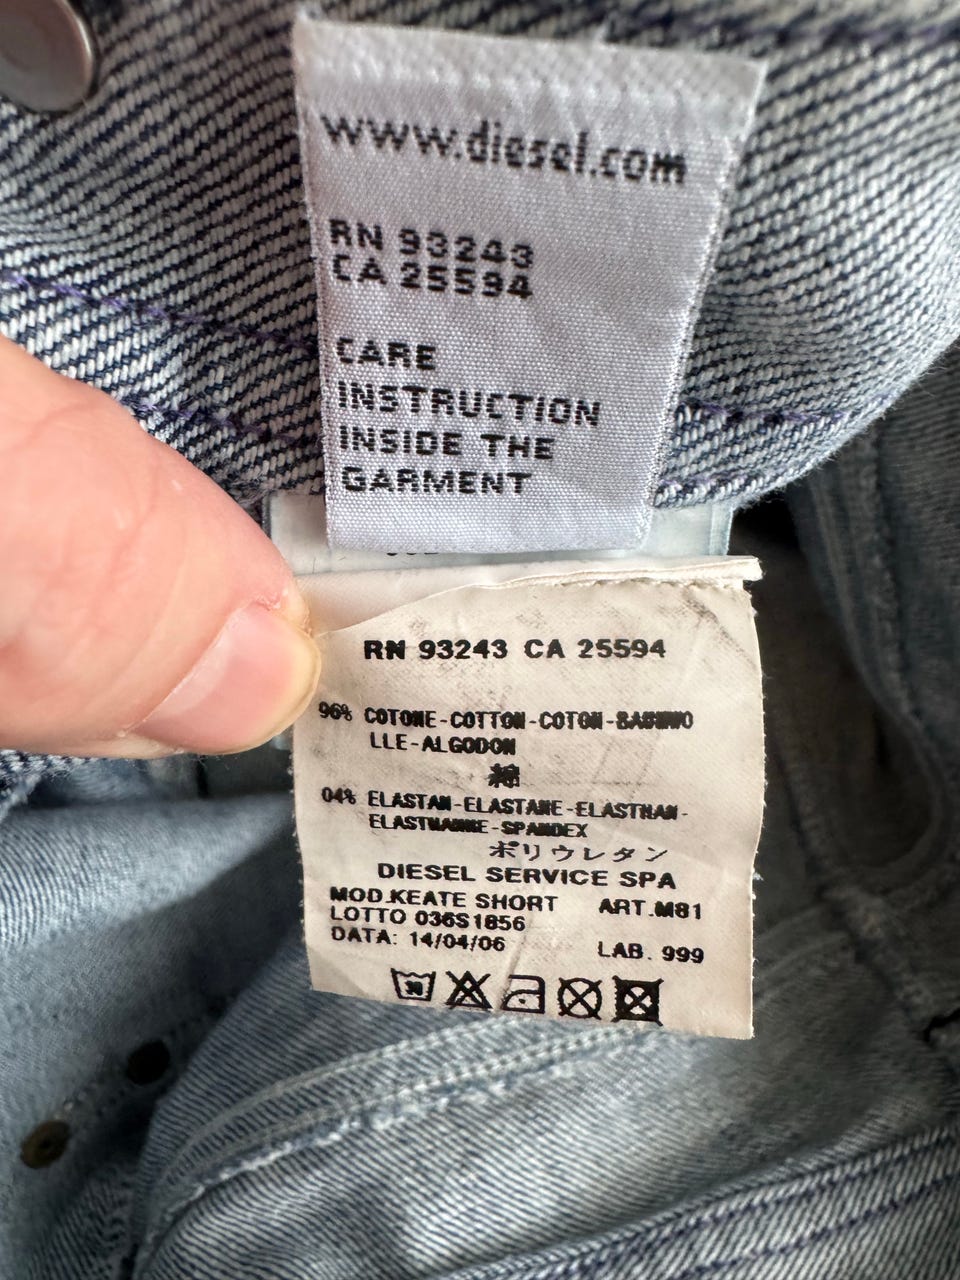 www.diesel.com
RN 93243
CA 25594
CARE
INSTRUCTION
INSIDE THE
GARMENT
RN 93243 CA 25594
96% COTONE-COTTON-COTON-BAUMWO
LLE-ALGODON
綿
04% ELASTAN-ELASTANE-ELASTHAN-
ELASTHANNE-SPANDEX
ポリウレタン
DIESEL SERVICE SPA
MOD.KEATE SHORT ART.M81
LOTTO 036S1856
DATA: 14/04/06 LAB. 999
30